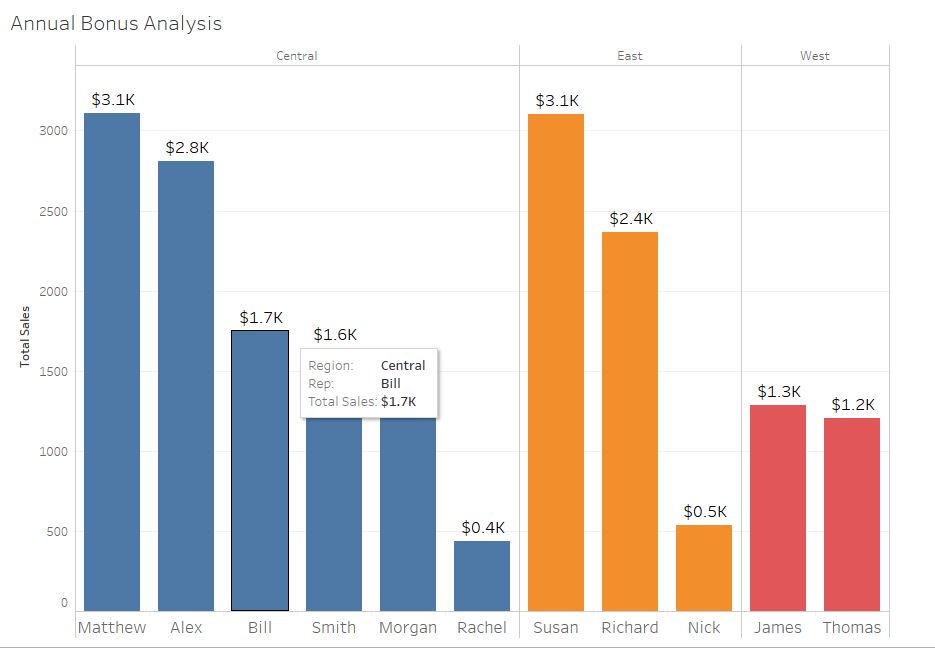 Annual Bonus Analysis
Central East West
$3.1K $2.8K $1.7K $1.6K $0.4K $3.1K $2.4K $0.5K $1.3K $1.2K
Total Sales
3000
2500
2000
1500
1000
500
0
Region: Central
Rep: Bill
Total Sales: $1.7K
Matthew Alex Bill Smith Morgan Rachel Susan Richard Nick James Thomas